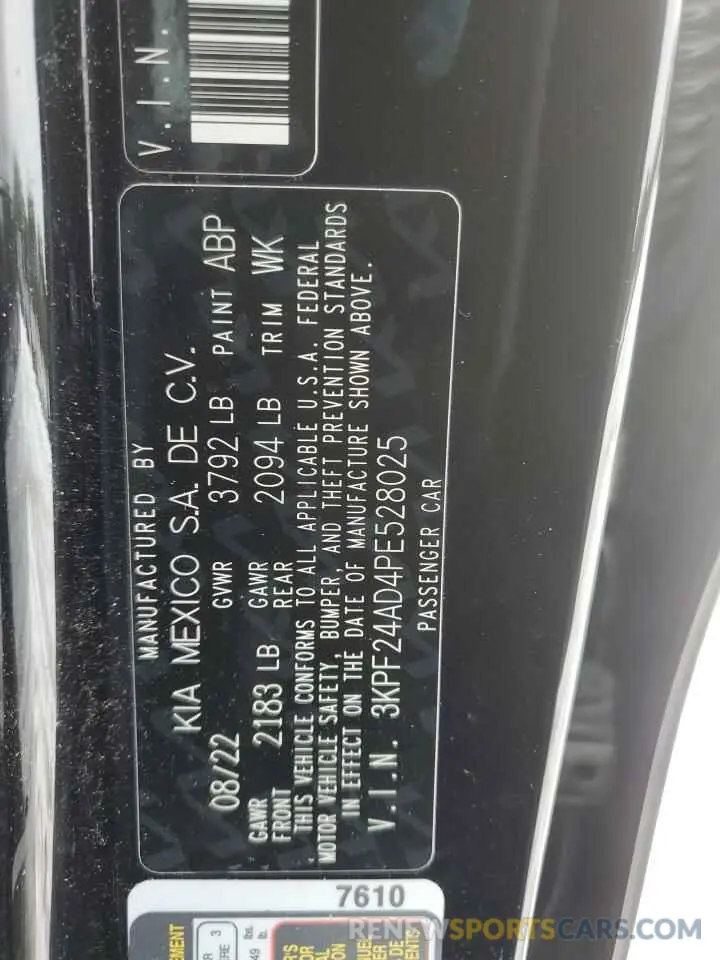 V.I.N.
MANUFACTURED BY
KIA MEXICO S.A. DE C.V.
08/22 GVWR 3792 LB PAINT ABP
GAWR FRONT 2183 LB GAWR REAR 2094 LB TRIM WK
THIS VEHICLE CONFORMS TO ALL APPLICABLE U.S.A. FEDERAL
MOTOR VEHICLE SAFETY, BUMPER, AND THEFT PREVENTION STANDARDS
IN EFFECT ON THE DATE OF MANUFACTURE SHOWN ABOVE.
V.I.N. 3KPF24AD4PE528025
PASSENGER CAR
7610
RENEWSPORTCARS.COM